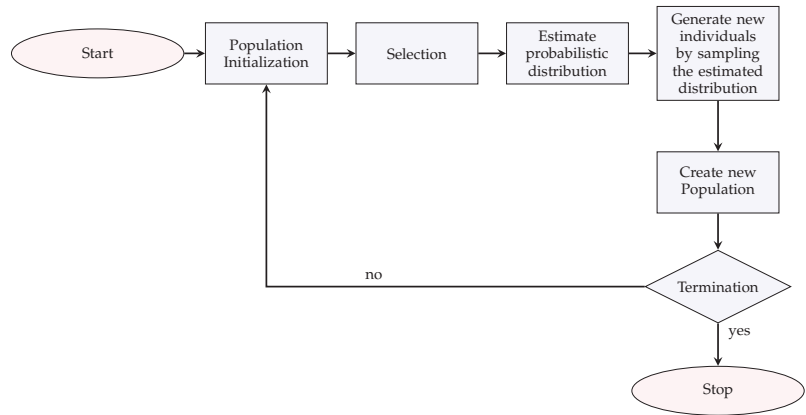 Start
Population
Initialization
Selection
Estimate
probabilistic
distribution
Generate new
individuals
by sampling
the estimated
distribution
Create new
Population
Termination
no
yes
Stop